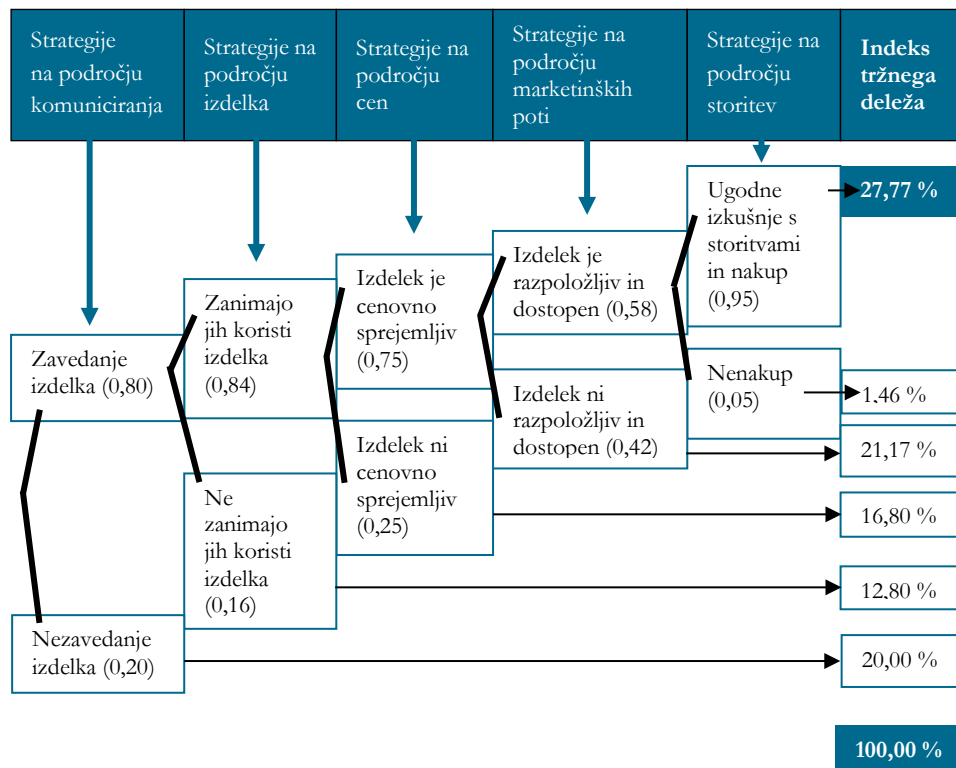 Strategije
na področju
komuniciranja
Strategije na
področju
izdelka
Strategije na
področju
cen
Strategije na
področju
marketinških
poti
Strategije na
področju
storitev
Indeks
tržnega
deleža
Zavedanje
izdelka (0,80)
Nezavedanje
izdelka (0,20)
Zanimajo
jih koristi
izdelka
(0,84)
Ne
zanimajo
jih koristi
izdelka
(0,16)
Izdelek je
cenovno
sprejemljiv
(0,75)
Izdelek ni
cenovno
sprejemljiv
(0,25)
Izdelek je
razpoložljiv in
dostopen (0,58)
Izdelek ni
razpoložljiv in
dostopen (0,42)
Ugodne
izkušnje s
storitvami
in nakup
(0,95)
Nenakup
(0,05)
27,77 %
1,46 %
21,17 %
16,80 %
12,80 %
20,00 %
100,00 %